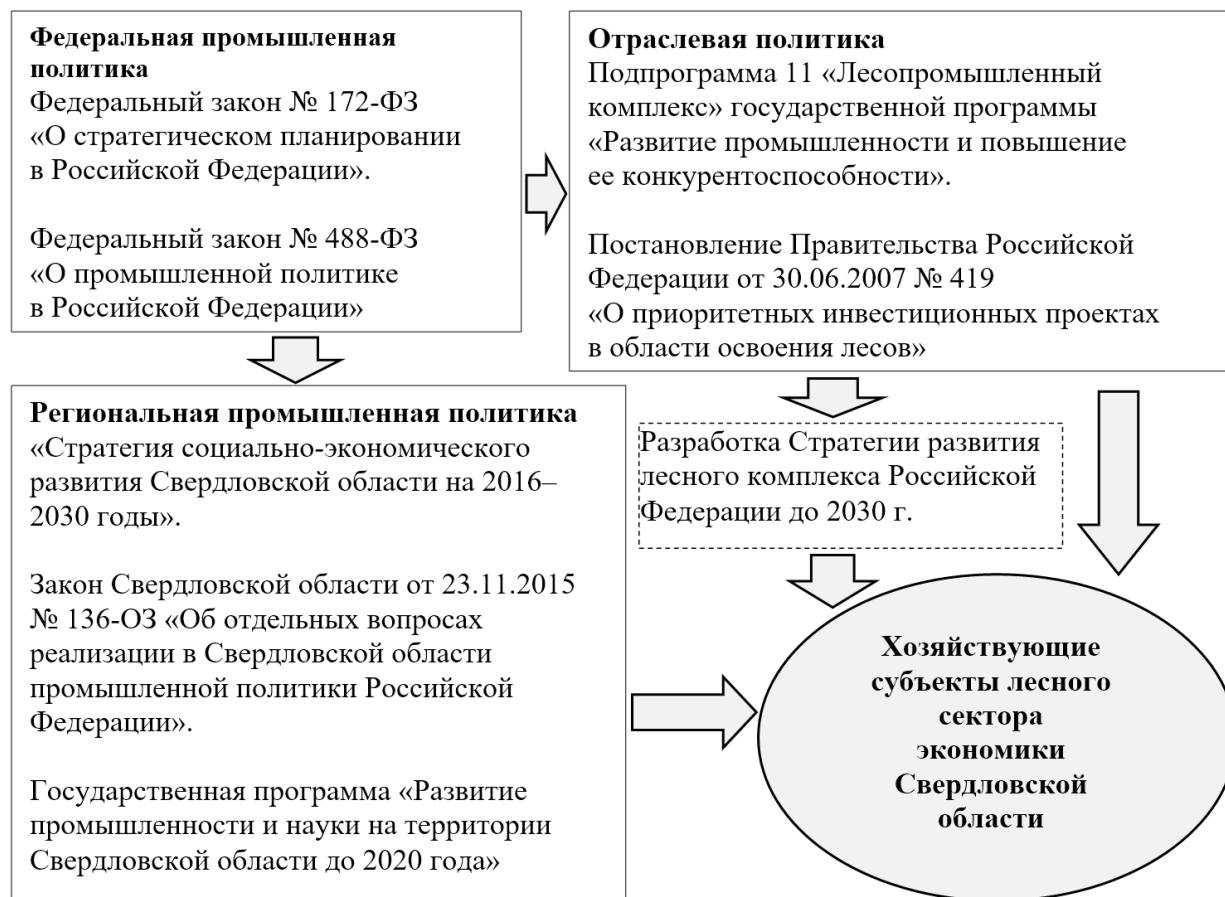 Федеральная промышленная
политика
Федеральный закон № 172-ФЗ
«О стратегическом планировании
в Российской Федерации».
Федеральный закон № 488-ФЗ
«О промышленной политике
в Российской Федерации»
Отраслевая политика
Подпрограмма 11 «Лесопромышленный
комплекс» государственной программы
«Развитие промышленности и повышение
ее конкурентоспособности».
Постановление Правительства Российской
Федерации от 30.06.2007 № 419
«О приоритетных инвестиционных проектах
в области освоения лесов»
Региональная промышленная политика
«Стратегия социально-экономического
развития Свердловской области на 2016–
2030 годы».
Закон Свердловской области от 23.11.2015
№ 136-ОЗ «Об отдельных вопросах
реализации в Свердловской области
промышленной политики Российской
Федерации».
Государственная программа «Развитие
промышленности и науки на территории
Свердловской области до 2020 года»
Разработка Стратегии развития
лесного комплекса Российской
Федерации до 2030 г.
Хозяйствующие
субъекты лесного
сектора
экономики
Свердловской
области